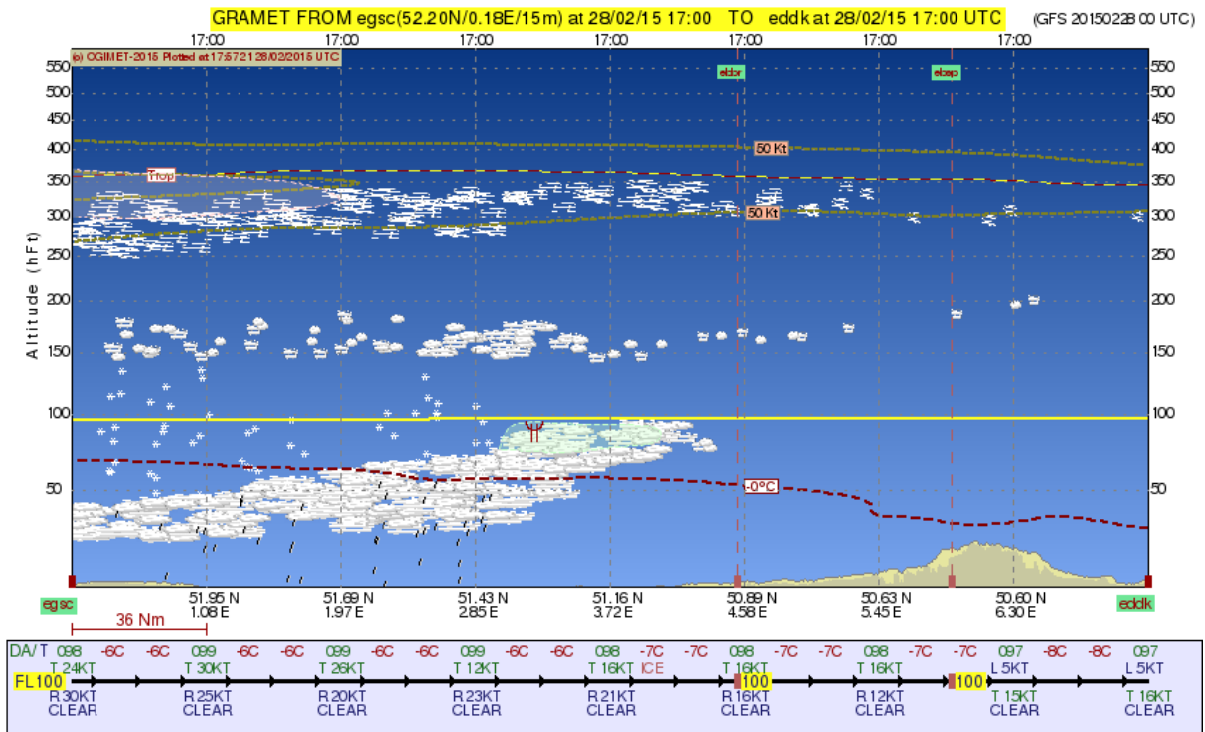 GRAMET FROM egsc(52.20N/0.18E/15m) at 28/02/15 17:00 TO eddk at 28/02/15 17:00 UTC (GFS 20150228 00 UTC)
17:00 17:00 17:00 17:00 17:00 17:00 17:00
(c) OGIMET-2015 Plotted at 17:5721 28/02/2015 UTC
ebbr
550 550
500 500
450 450
400 50 Kt 400
Ttop
350 350
300 50 Kt 300
250 250
200 200
150 150
100 100
50 -0°C 50
Altitude (hFt)
egsc eddk
51.95 N 51.69 N 51.43 N 51.16 N 50.89 N 50.63 N 50.60 N
1.08 E 1.97 E 2.85 E 3.72 E 4.58 E 5.45 E 6.30 E
36 Nm
DA/T 098 -6C -6C 099 -6C -6C 099 -6C -6C 099 -6C -6C 098 -7C -7C 098 -7C -7C 098 -7C -7C 097 -8C -8C 097
T 24KT T 30KT T 26KT T 12KT T 16KT ICE T 16KT T 16KT L 5KT L 5KT
FL100 100 100
R 30KT R 25KT R 20KT R 23KT R 21KT R 16KT R 12KT T 15KT T 16KT
CLEAR CLEAR CLEAR CLEAR CLEAR CLEAR CLEAR CLEAR CLEAR